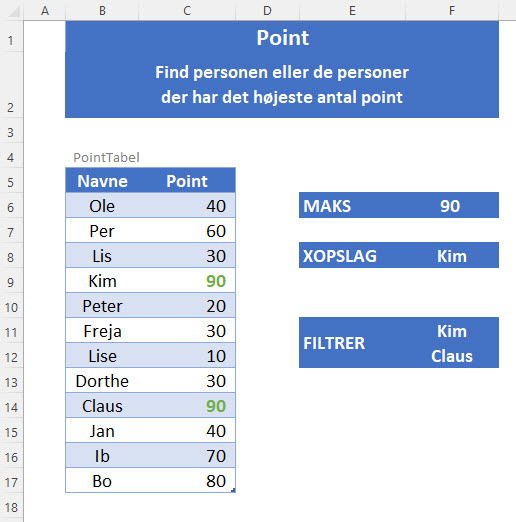 A B C D E F
1 Point
Find personen eller de personer
2 der har det højeste antal point
3
4 PointTabel
5 Navne Point
6 Ole 40 MAKS 90
7 Per 60
8 Lis 30 XOPSLAG Kim
9 Kim 90
10 Peter 20
11 Freja 30 FILTRER Kim
12 Lise 10 Claus
13 Dorthe 30
14 Claus 90
15 Jan 40
16 Ib 70
17 Bo 80
18